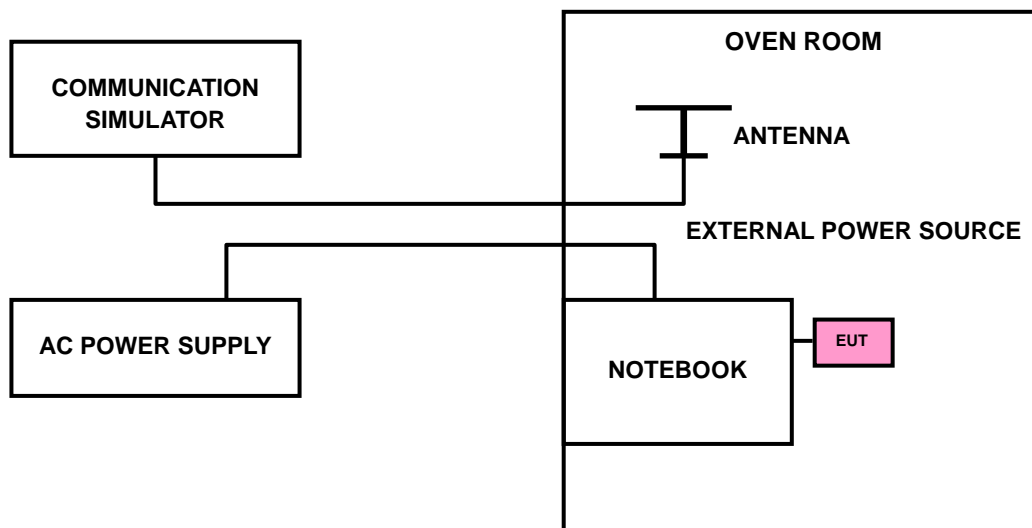 OVEN ROOM
COMMUNICATION
SIMULATOR
ANTENNA
EXTERNAL POWER SOURCE
AC POWER SUPPLY
NOTEBOOK
EUT